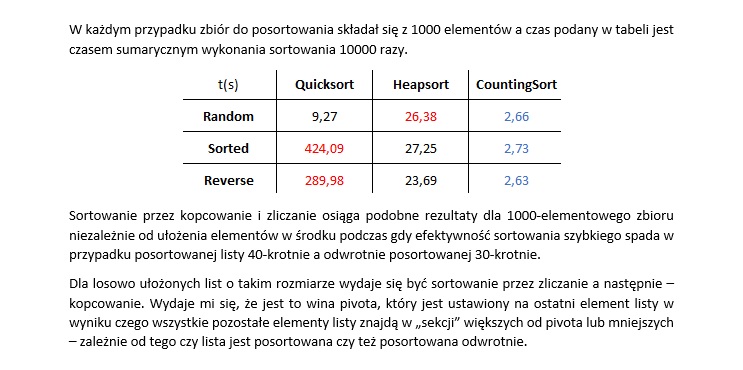 W każdym przypadku zbiór do posortowania składał się z 1000 elementów a czas podany w tabeli jest
czasem sumarycznym wykonania sortowania 10000 razy.
t(s) Quicksort Heapsort CountingSort
Random 9,27 26,38 2,66
Sorted 424,09 27,25 2,73
Reverse 289,98 23,69 2,63
Sortowanie przez kopcowanie i zliczanie osiąga podobne rezultaty dla 1000-elementowego zbioru
niezależnie od ułożenia elementów w środku podczas gdy efektywność sortowania szybkiego spada w
przypadku posortowanej listy 40-krotnie a odwrotnie posortowanej 30-krotnie.
Dla losowo ułożonych list o takim rozmiarze wydaje się być sortowanie przez zliczanie a następnie –
kopcowanie. Wydaje mi się, że jest to wina pivota, który jest ustawiony na ostatni element listy w
wyniku czego wszystkie pozostałe elementy listy znajdą w „sekcji” większych od pivota lub mniejszych
– zależnie od tego czy lista jest posortowana czy też posortowana odwrotnie.